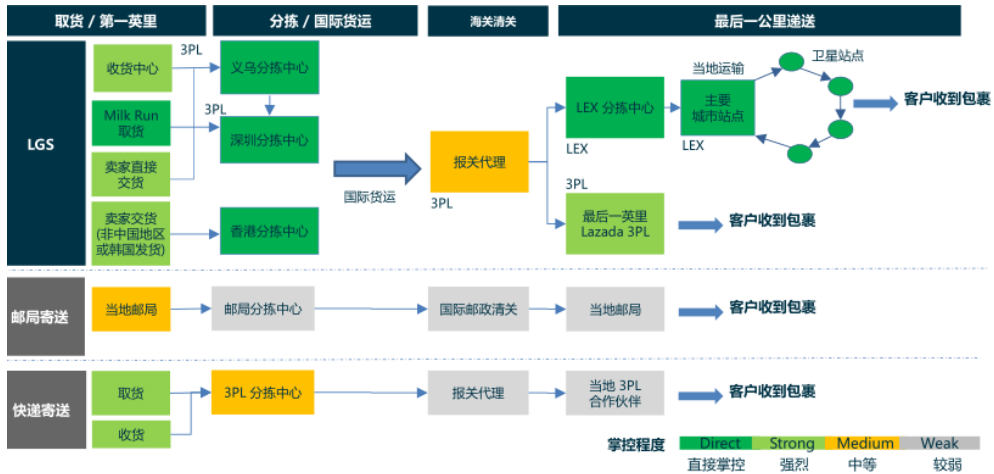 取货 / 第一英里
分拣 / 国际货运
海关清关
最后一公里递送
LGS
收货中心
3PL
义乌分拣中心
Milk Run
取货
3PL
深圳分拣中心
卖家直接
交货
卖家交货
(非中国地区
或韩国发货)
香港分拣中心
国际货运
报关代理
3PL
LEX 分拣中心
LEX
当地运输
主要
城市站点
LEX
卫星站点
客户收到包裹
3PL
最后一英里
Lazada 3PL
客户收到包裹
邮局寄送
当地邮局
邮局分拣中心
国际邮政清关
当地邮局
客户收到包裹
快递寄送
取货
收货
3PL 分拣中心
报关代理
当地 3PL
合作伙伴
客户收到包裹
掌控程度
Direct
Strong
Medium
Weak
直接掌控
强烈
中等
较弱